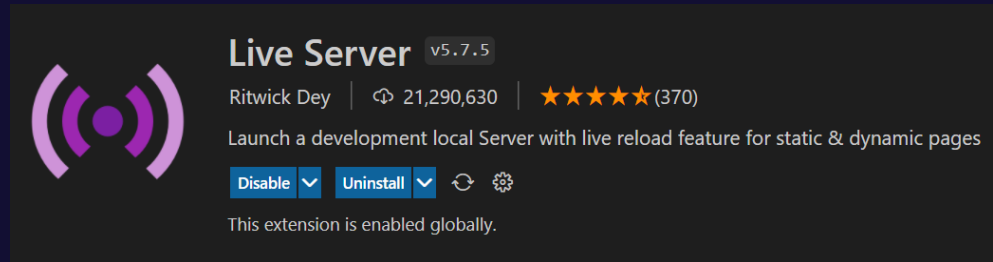 Live Server v5.7.5
Ritwick Dey 21,290,630 (370)
Launch a development local Server with live reload feature for static & dynamic pages
Disable Uninstall
This extension is enabled globally.